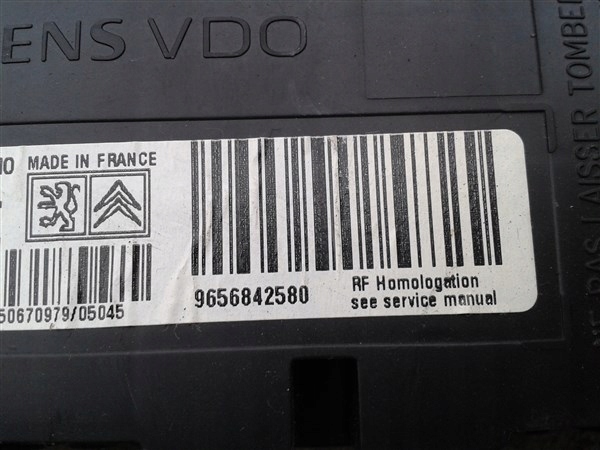 ENS VDO
MADE IN FRANCE
50670979/05045
9656842580
RF Homologation
see service manual
NE PAS LAISSER TOMBER